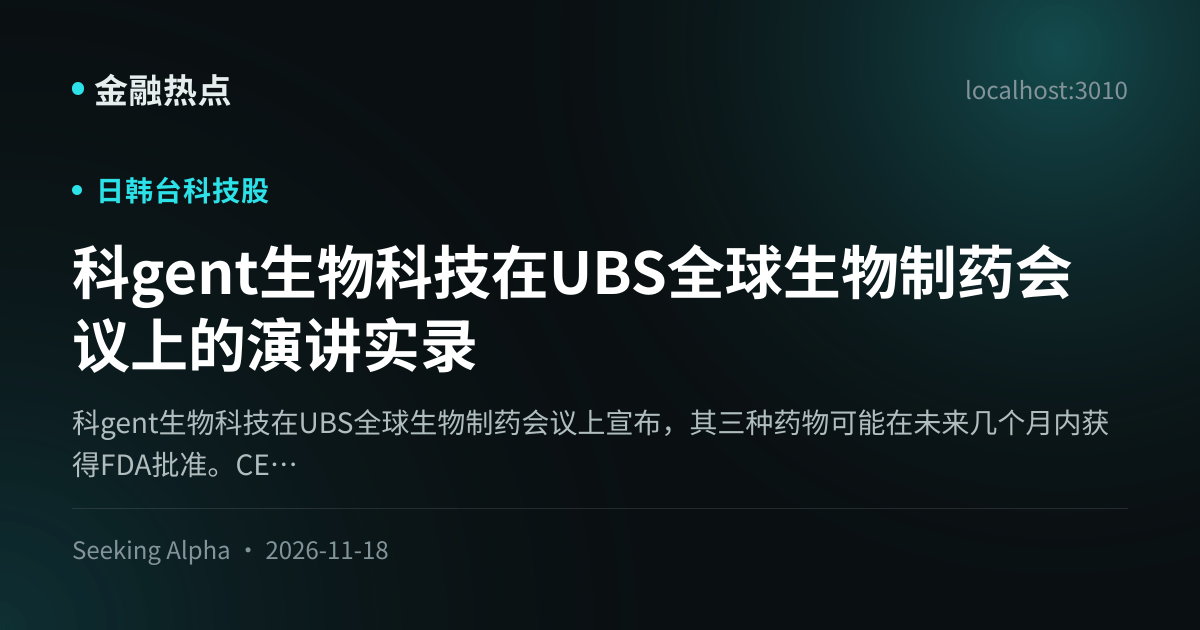 金融热点
localhost:3010
日韩台科技股
科gent生物科技在UBS全球生物制药会
议上的演讲实录
科gent生物科技在UBS全球生物制药会议上宣布，其三种药物可能在未来几个月内获
得FDA批准。CE…
Seeking Alpha · 2026-11-18